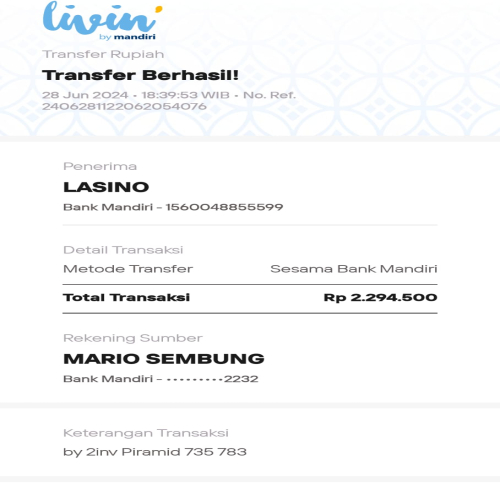 livin'
by mandiri
Transfer Rupiah
Transfer Berhasil!
28 Jun 2024 • 18:39:53 WIB • No. Ref.
2406281122062054076
Penerima
LASINO
Bank Mandiri - 1560048855599
Detail Transaksi
Metode Transfer Sesama Bank Mandiri
Total Transaksi Rp 2.294.500
Rekening Sumber
MARIO SEMBUNG
Bank Mandiri - •••••••••2232
Keterangan Transaksi
by 2inv Piramid 735 783